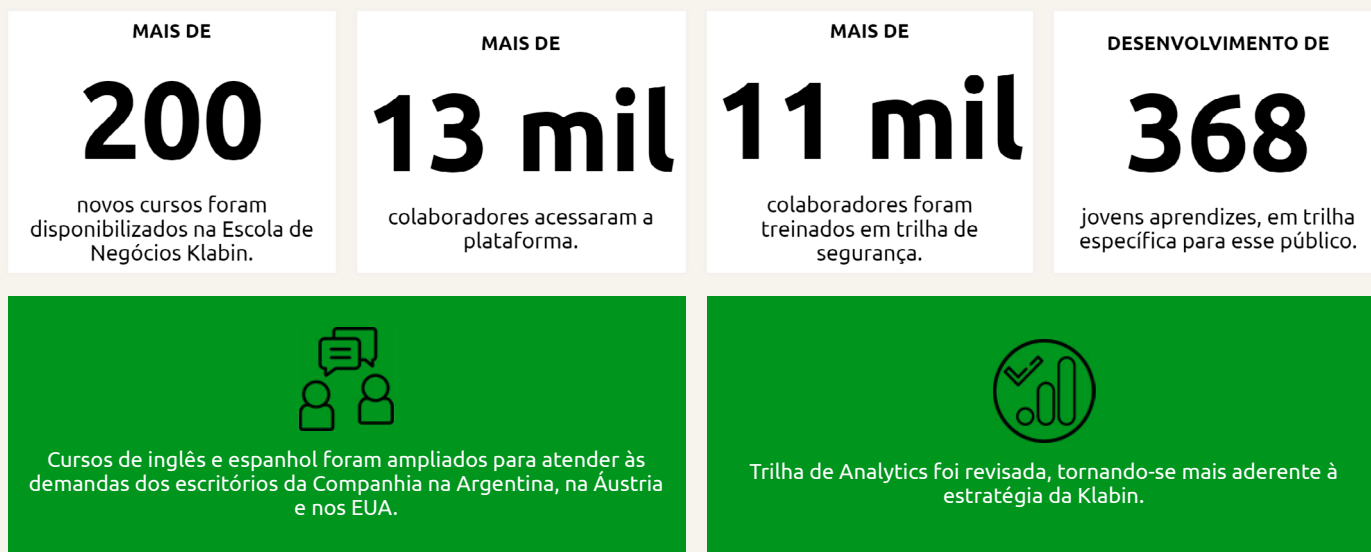 MAIS DE
200
novos cursos foram
disponibilizados na Escola de
Negócios Klabin.
MAIS DE
13 mil
colaboradores acessaram a
plataforma.
MAIS DE
11 mil
colaboradores foram
treinados em trilha de
segurança.
DESENVOLVIMENTO DE
368
jovens aprendizes, em trilha
específica para esse público.
Cursos de inglês e espanhol foram ampliados para atender às
demandas dos escritórios da Companhia na Argentina, na Áustria
e nos EUA.
Trilha de Analytics foi revisada, tornando-se mais aderente à
estratégia da Klabin.